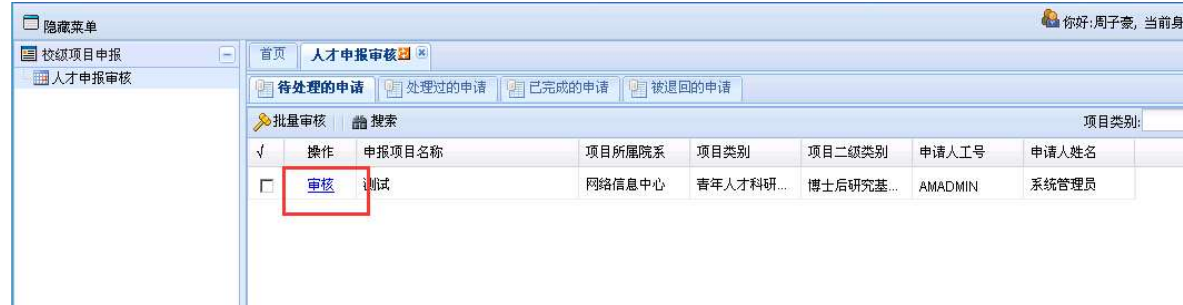 隐藏菜单
你好:周子豪, 当前身
校级项目申报
首页 人才申报审核
人才申报审核
待处理的申请 处理过的申请 已完成的申请 被退回的申请
批量审核 搜索 项目类别:
√ 操作 申报项目名称 项目所属院系 项目类别 项目二级类别 申请人工号 申请人姓名
审核 测试 网络信息中心 青年人才科研... 博士后研究基... AMADMIN 系统管理员